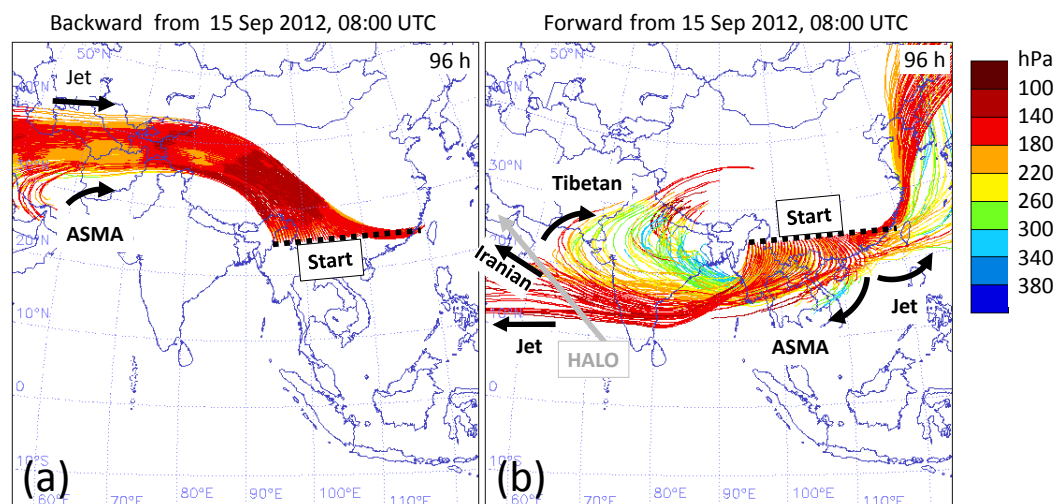 Backward from 15 Sep 2012, 08:00 UTC
Forward from 15 Sep 2012, 08:00 UTC
50°N
96 h
Jet
ASMA
Start
20°N
10°N
0
10°S
60°E
70°E
80°E
90°E
100°E
110°E
(a)
50°N
96 h
30°N
Tibetan
Start
Iranian
Jet
HALO
ASMA
Jet
0
10°S
60°E
70°E
80°E
90°E
100°E
110°E
(b)
hPa
100
140
180
220
260
300
340
380